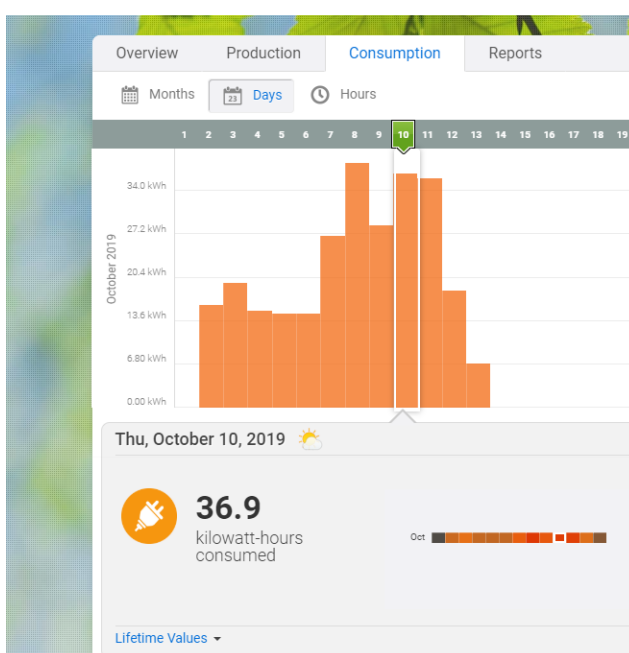 Overview Production Consumption Reports
Months 23 Days Hours
1 2 3 4 5 6 7 8 9 10 11 12 13 14 15 16 17 18 19
34.0 kWh
27.2 kWh
20.4 kWh
13.6 kWh
6.80 kWh
0.00 kWh
October 2019
Thu, October 10, 2019
36.9
kilowatt-hours
consumed
Oct
Lifetime Values